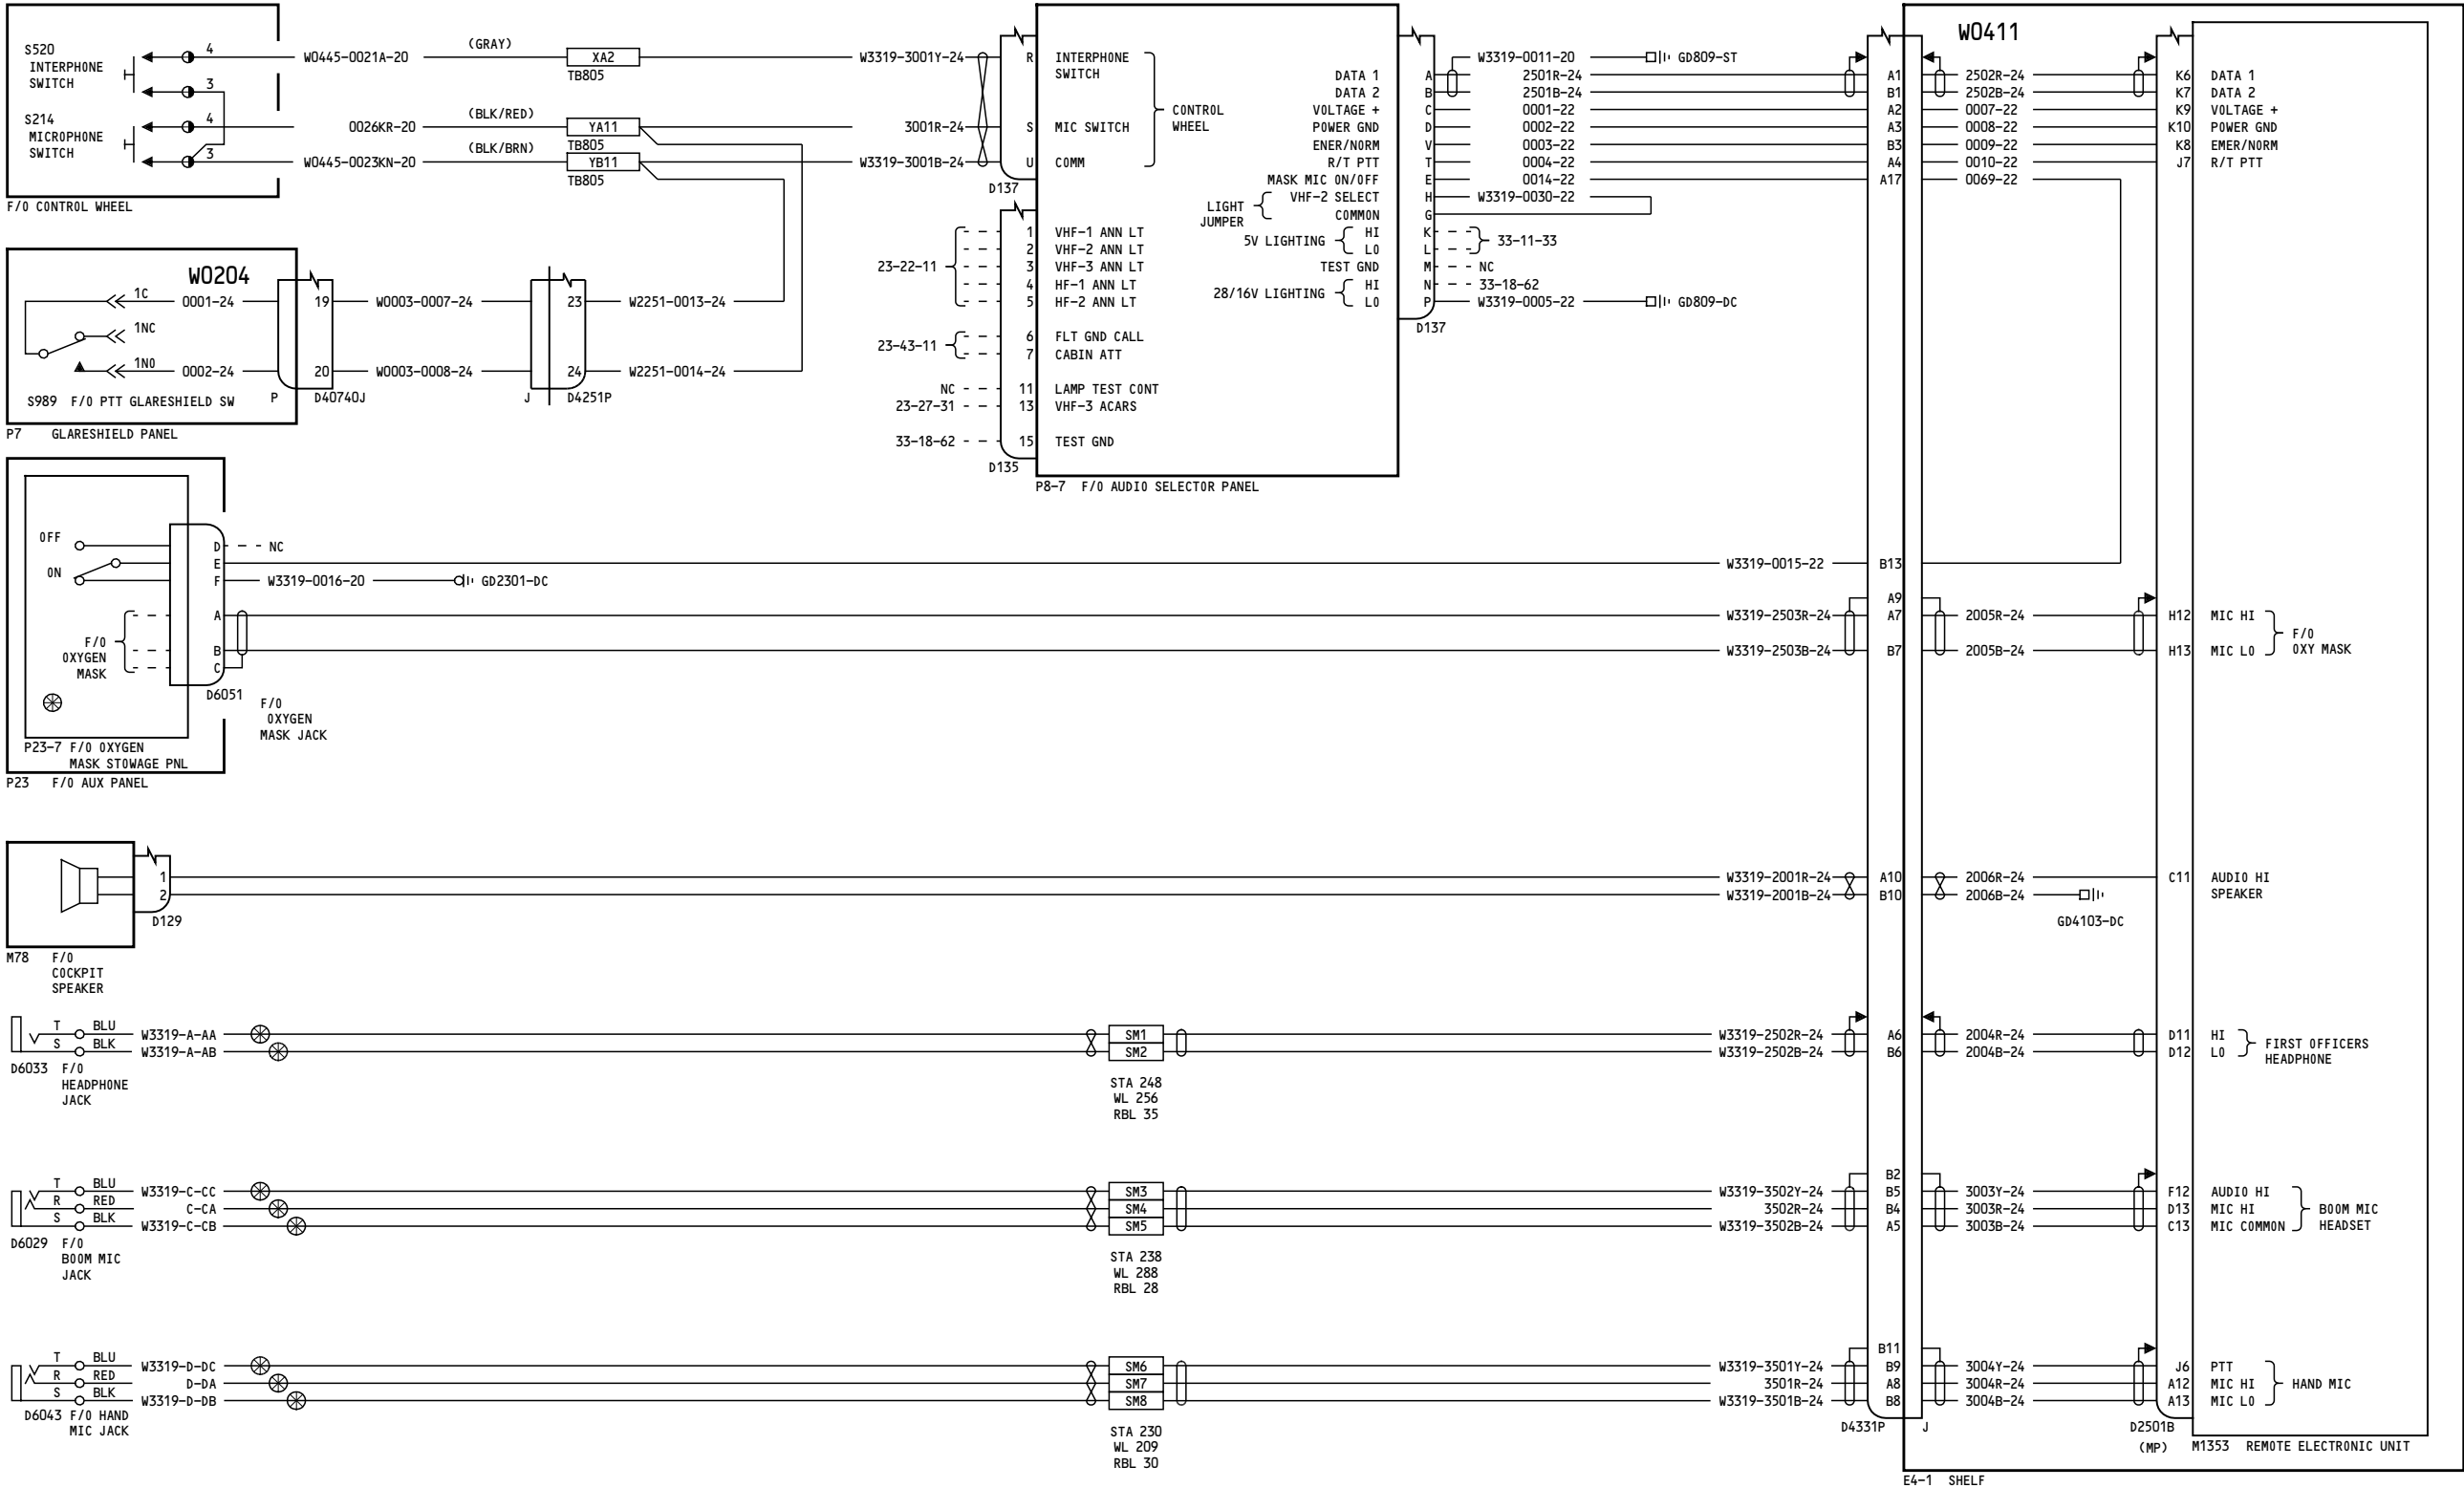 S520
INTERPHONE
SWITCH
4
3
S214
MICROPHONE
SWITCH
4
3
F/O CONTROL WHEEL
W0445-0021A-20
(GRAY)
XA2
TB805
W3319-3001Y-24
0026KR-20
(BLK/RED)
YA11
TB805
3001R-24
W0445-0023KN-20
(BLK/BRN)
YB11
TB805
W3319-3001B-24
R
S
U
D137
INTERPHONE
SWITCH
MIC SWITCH
COMM
CONTROL
WHEEL
W0204
1C
0001-24
19
W0003-0007-24
23
W2251-0013-24
1NC
1NO
0002-24
20
W0003-0008-24
24
W2251-0014-24
S989 F/O PTT GLARESHIELD SW
P
D40740J
J
D4251P
P7 GLARESHIELD PANEL
23-22-11
1 VHF-1 ANN LT
2 VHF-2 ANN LT
3 VHF-3 ANN LT
4 HF-1 ANN LT
5 HF-2 ANN LT
23-43-11
6 FLT GND CALL
7 CABIN ATT
NC 11 LAMP TEST CONT
23-27-31 13 VHF-3 ACARS
33-18-62 15 TEST GND
D135
P8-7 F/O AUDIO SELECTOR PANEL
W3319-0011-20 GD809-ST
DATA 1 A 2501R-24 A1 2502R-24 K6 DATA 1
DATA 2 B 2501B-24 B1 2502B-24 K7 DATA 2
VOLTAGE + C 0001-22 A2 0007-22 K9 VOLTAGE +
POWER GND D 0002-22 A3 0008-22 K10 POWER GND
ENER/NORM V 0003-22 B3 0009-22 K8 EMER/NORM
R/T PTT T 0004-22 A4 0010-22 J7 R/T PTT
MASK MIC ON/OFF E 0014-22 A17 0069-22
LIGHT
JUMPER
VHF-2 SELECT H W3319-0030-22
COMMON G
5V LIGHTING HI K 33-11-33
LO L
TEST GND M NC
28/16V LIGHTING HI N 33-18-62
LO P W3319-0005-22 GD809-DC
D137
W0411
OFF
ON
D NC
E W3319-0015-22 B13
F W3319-0016-20 GD2301-DC
A9
A W3319-2503R-24 A7 2005R-24 H12 MIC HI
B W3319-2503B-24 B7 2005B-24 H13 MIC LO
C
F/O
OXY MASK
F/O
OXYGEN
MASK
D6051
F/O
OXYGEN
MASK JACK
P23-7 F/O OXYGEN
MASK STOWAGE PNL
P23 F/O AUX PANEL
1 W3319-2001R-24 A10 2006R-24 C11 AUDIO HI
2 W3319-2001B-24 B10 2006B-24 SPEAKER
GD4103-DC
D129
M78 F/O
COCKPIT
SPEAKER
T BLU W3319-A-AA SM1 W3319-2502R-24 A6 2004R-24 D11 HI
S BLK W3319-A-AB SM2 W3319-2502B-24 B6 2004B-24 D12 LO
FIRST OFFICERS
HEADPHONE
D6033 F/O
HEADPHONE
JACK
STA 248
WL 256
RBL 35
B2
T BLU W3319-C-CC SM3 W3319-3502Y-24 B5 3003Y-24 F12 AUDIO HI
R RED C-CA SM4 3502R-24 B4 3003R-24 D13 MIC HI
S BLK W3319-C-CB SM5 W3319-3502B-24 A5 3003B-24 C13 MIC COMMON
BOOM MIC
HEADSET
D6029 F/O
BOOM MIC
JACK
STA 238
WL 288
RBL 28
B11
T BLU W3319-D-DC SM6 W3319-3501Y-24 B9 3004Y-24 J6 PTT
R RED D-DA SM7 3501R-24 A8 3004R-24 A12 MIC HI
S BLK W3319-D-DB SM8 W3319-3501B-24 B8 3004B-24 A13 MIC LO
HAND MIC
D6043 F/O HAND
MIC JACK
STA 230
WL 209
RBL 30
D4331P
J
D2501B
(MP)
M1353 REMOTE ELECTRONIC UNIT
E4-1 SHELF